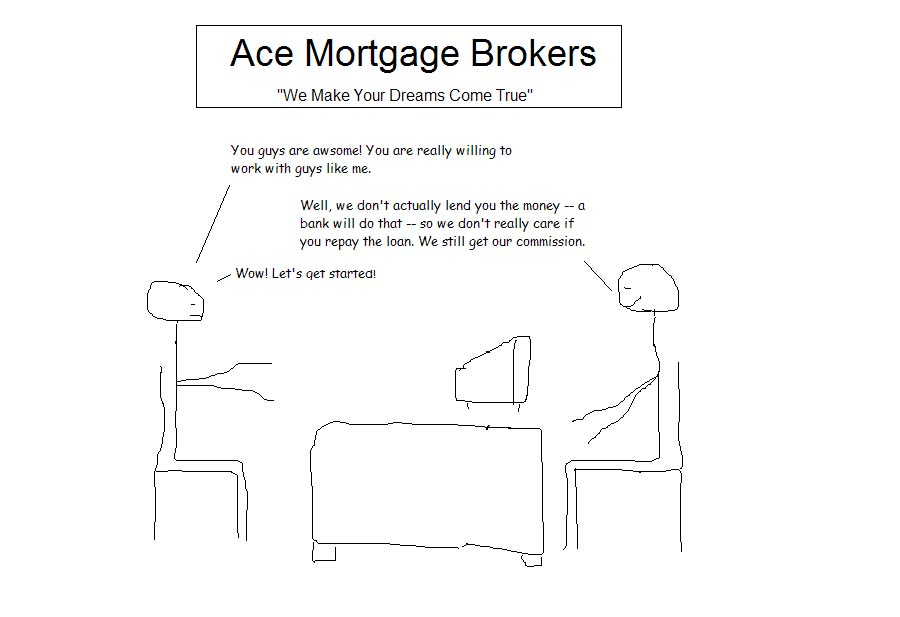 Ace Mortgage Brokers
"We Make Your Dreams Come True"
You guys are awsome! You are really willing to
work with guys like me.
Well, we don't actually lend you the money -- a
bank will do that -- so we don't really care if
you repay the loan. We still get our commission.
Wow! Let's get started!